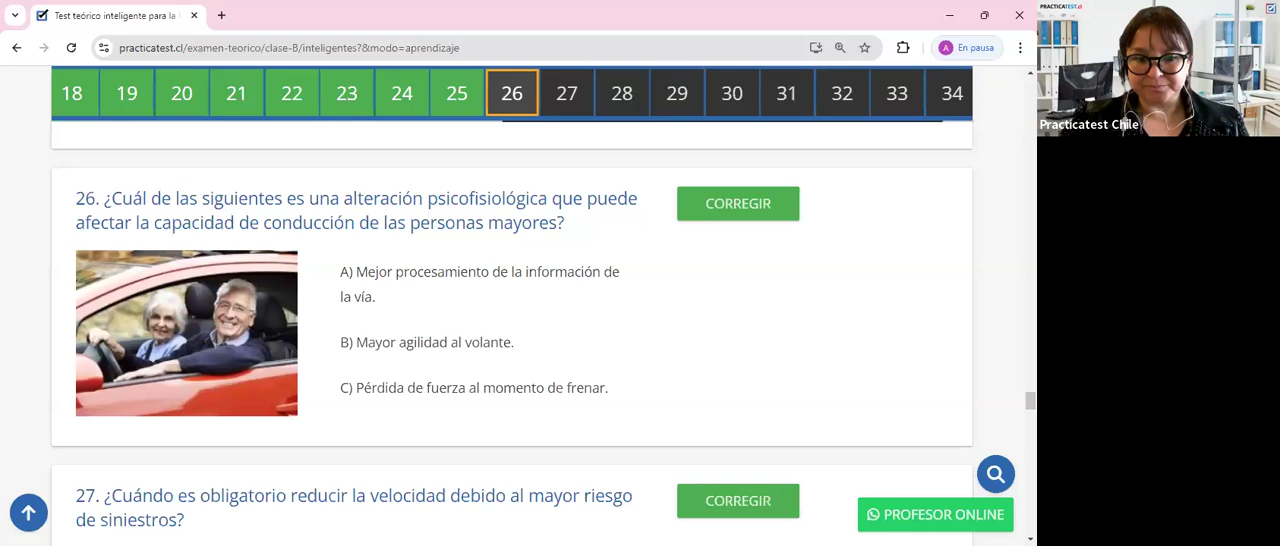 Test teórico inteligente para la
practicatest.cl/examen-teorico/clase-B/inteligentes?&modo=aprendizaje
A
En pausa
PRACTICATEST.cl
Practicatest Chile
18 19 20 21 22 23 24 25 26 27 28 29 30 31 32 33 34
26. ¿Cuál de las siguientes es una alteración psicofisiológica que puede
afectar la capacidad de conducción de las personas mayores?
CORREGIR
A) Mejor procesamiento de la información de
la vía.
B) Mayor agilidad al volante.
C) Pérdida de fuerza al momento de frenar.
27. ¿Cuándo es obligatorio reducir la velocidad debido al mayor riesgo
de siniestros?
CORREGIR
PROFESOR ONLINE